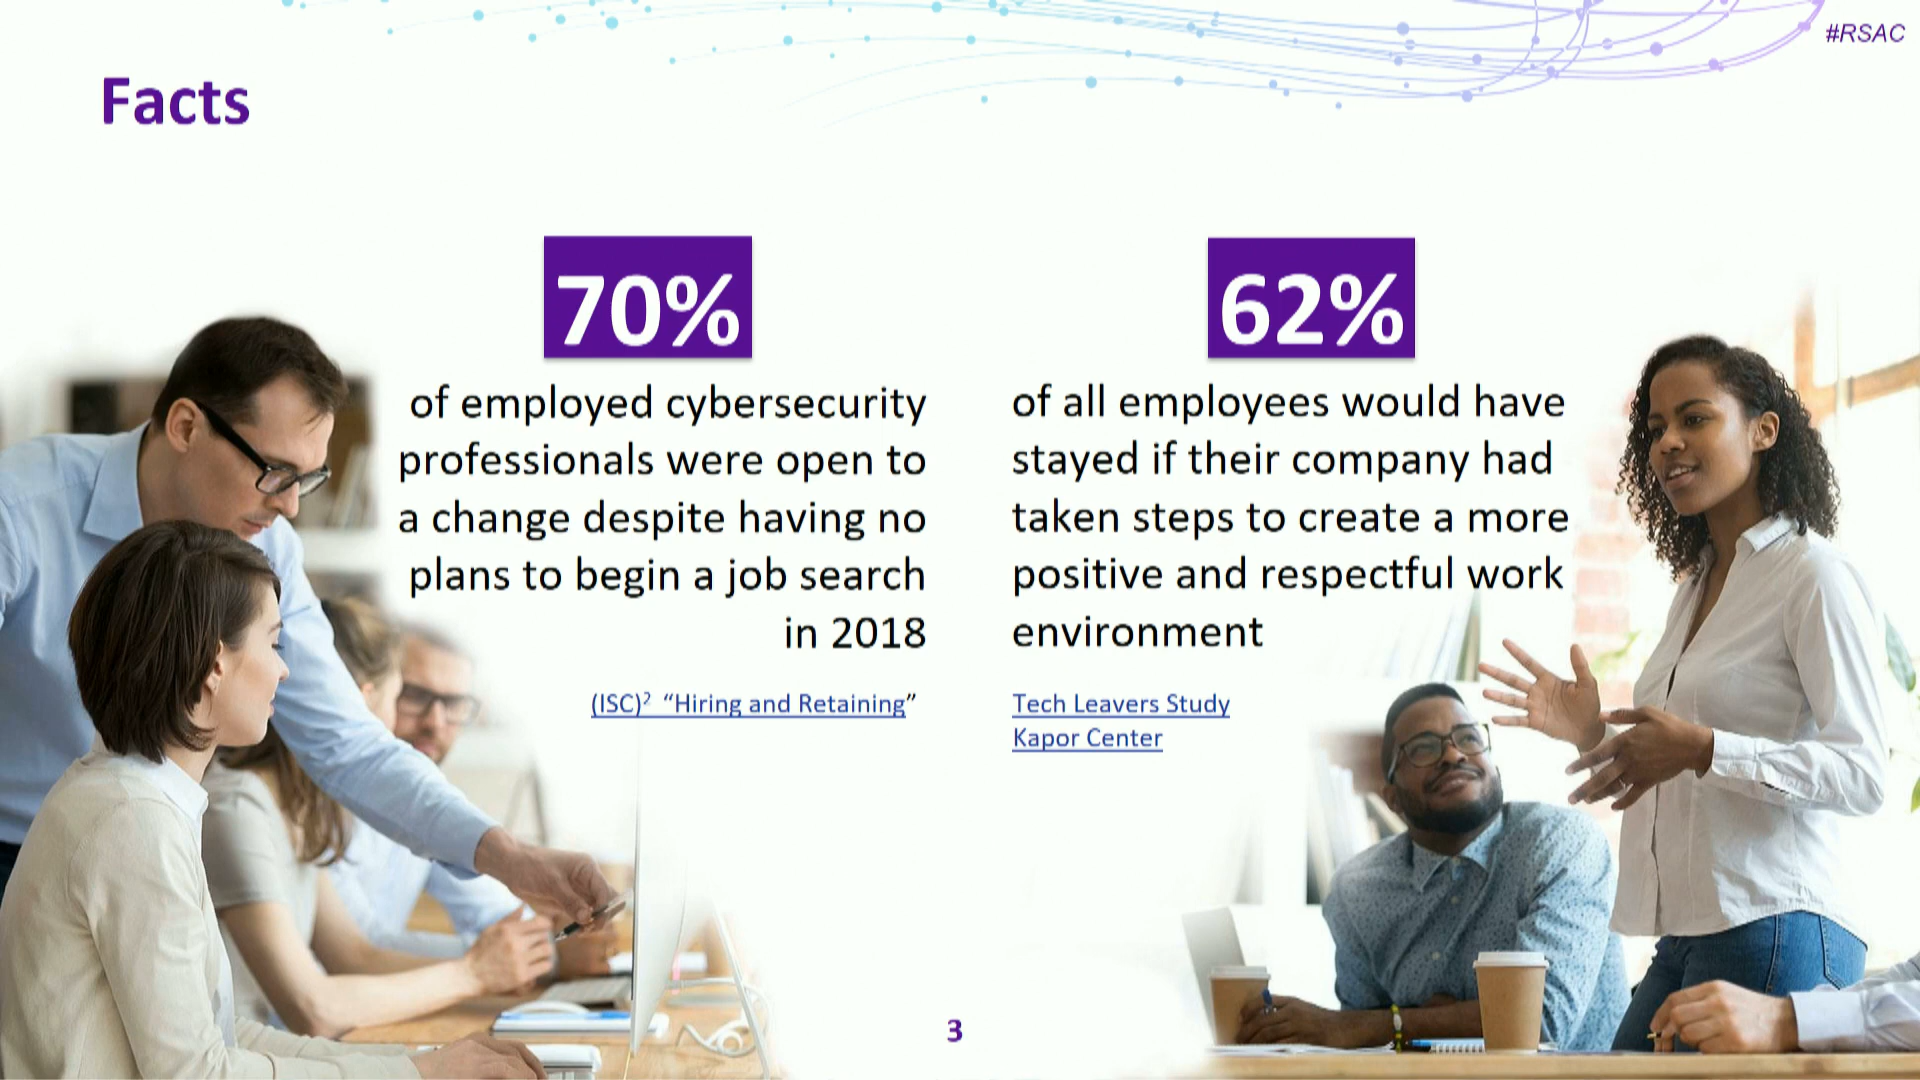 #RSAC
Facts
70%
of employed cybersecurity
professionals were open to
a change despite having no
plans to begin a job search
in 2018
(ISC)² “Hiring and Retaining”
62%
of all employees would have
stayed if their company had
taken steps to create a more
positive and respectful work
environment
Tech Leavers Study
Kapor Center
3